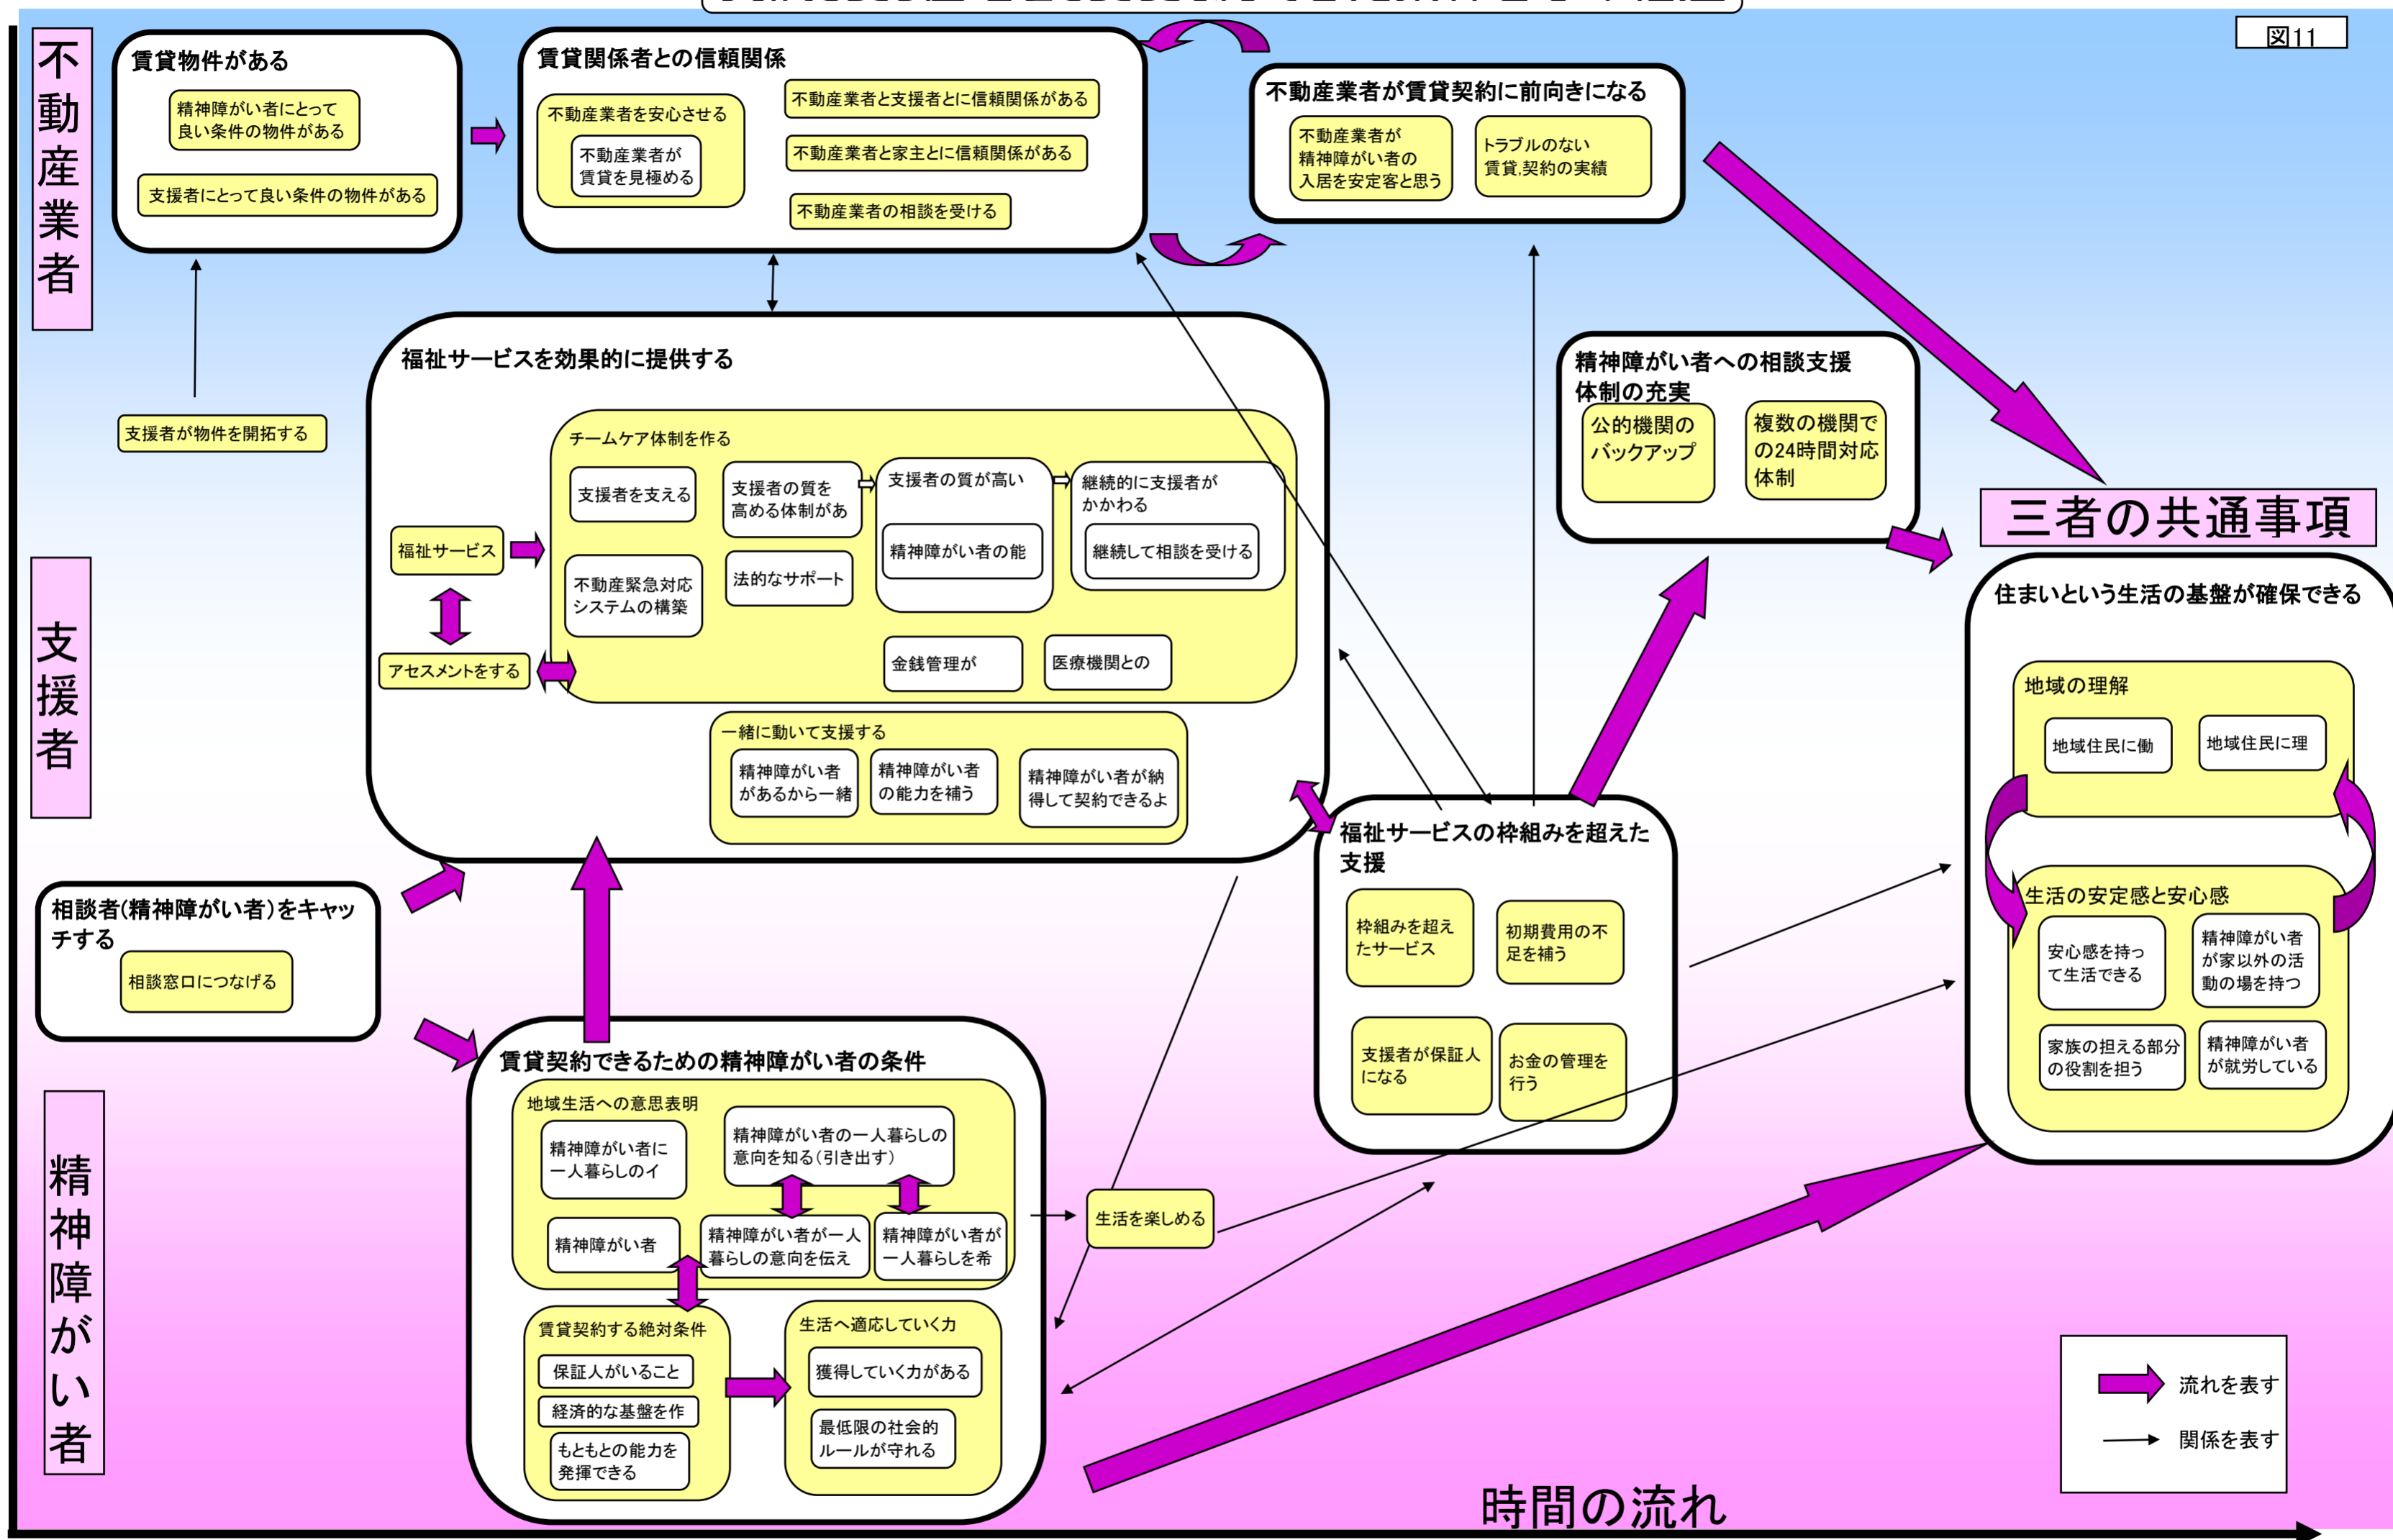 図11
不動産業者
賃貸物件がある
精神障がい者にとって
良い条件の物件がある
支援者にとって良い条件の物件がある
賃貸関係者との信頼関係
不動産業者を安心させる
不動産業者が
賃貸を見極める
不動産業者と支援者とに信頼関係がある
不動産業者と家主とに信頼関係がある
不動産業者の相談を受ける
不動産業者が賃貸契約に前向きになる
不動産業者が
精神障がい者の
入居を安定客と思う
トラブルのない
賃貸,契約の実績
支援者が物件を開拓する
支援者
福祉サービスを効果的に提供する
チームケア体制を作る
支援者を支える
支援者の質を
高める体制があ
支援者の質が高い
精神障がい者の能
継続的に支援者が
かかわる
継続して相談を受ける
福祉サービス
不動産緊急対応
システムの構築
法的なサポート
アセスメントをする
金銭管理が
医療機関との
一緒に動いて支援する
精神障がい者
があるから一緒
精神障がい者
の能力を補う
精神障がい者が納
得して契約できるよ
精神障がい者への相談支援
体制の充実
公的機関の
バックアップ
複数の機関で
の24時間対応
体制
三者の共通事項
住まいという生活の基盤が確保できる
地域の理解
地域住民に働
地域住民に理
生活の安定感と安心感
安心感を持っ
て生活できる
精神障がい者
が家以外の活
動の場を持つ
家族の担える部分
の役割を担う
精神障がい者
が就労している
福祉サービスの枠組みを超えた
支援
枠組みを超え
たサービス
初期費用の不
足を補う
支援者が保証人
になる
お金の管理を
行う
相談者(精神障がい者)をキャッ
チする
相談窓口につなげる
精神障がい者
賃貸契約できるための精神障がい者の条件
地域生活への意思表明
精神障がい者に
一人暮らしのイ
精神障がい者の一人暮らしの
意向を知る(引き出す)
精神障がい者
精神障がい者が一人
暮らしの意向を伝え
精神障がい者が
一人暮らしを希
生活を楽しめる
賃貸契約する絶対条件
保証人がいること
経済的な基盤を作
もともとの能力を
発揮できる
生活へ適応していく力
獲得していく力がある
最低限の社会的
ルールが守れる
流れを表す
関係を表す
時間の流れ